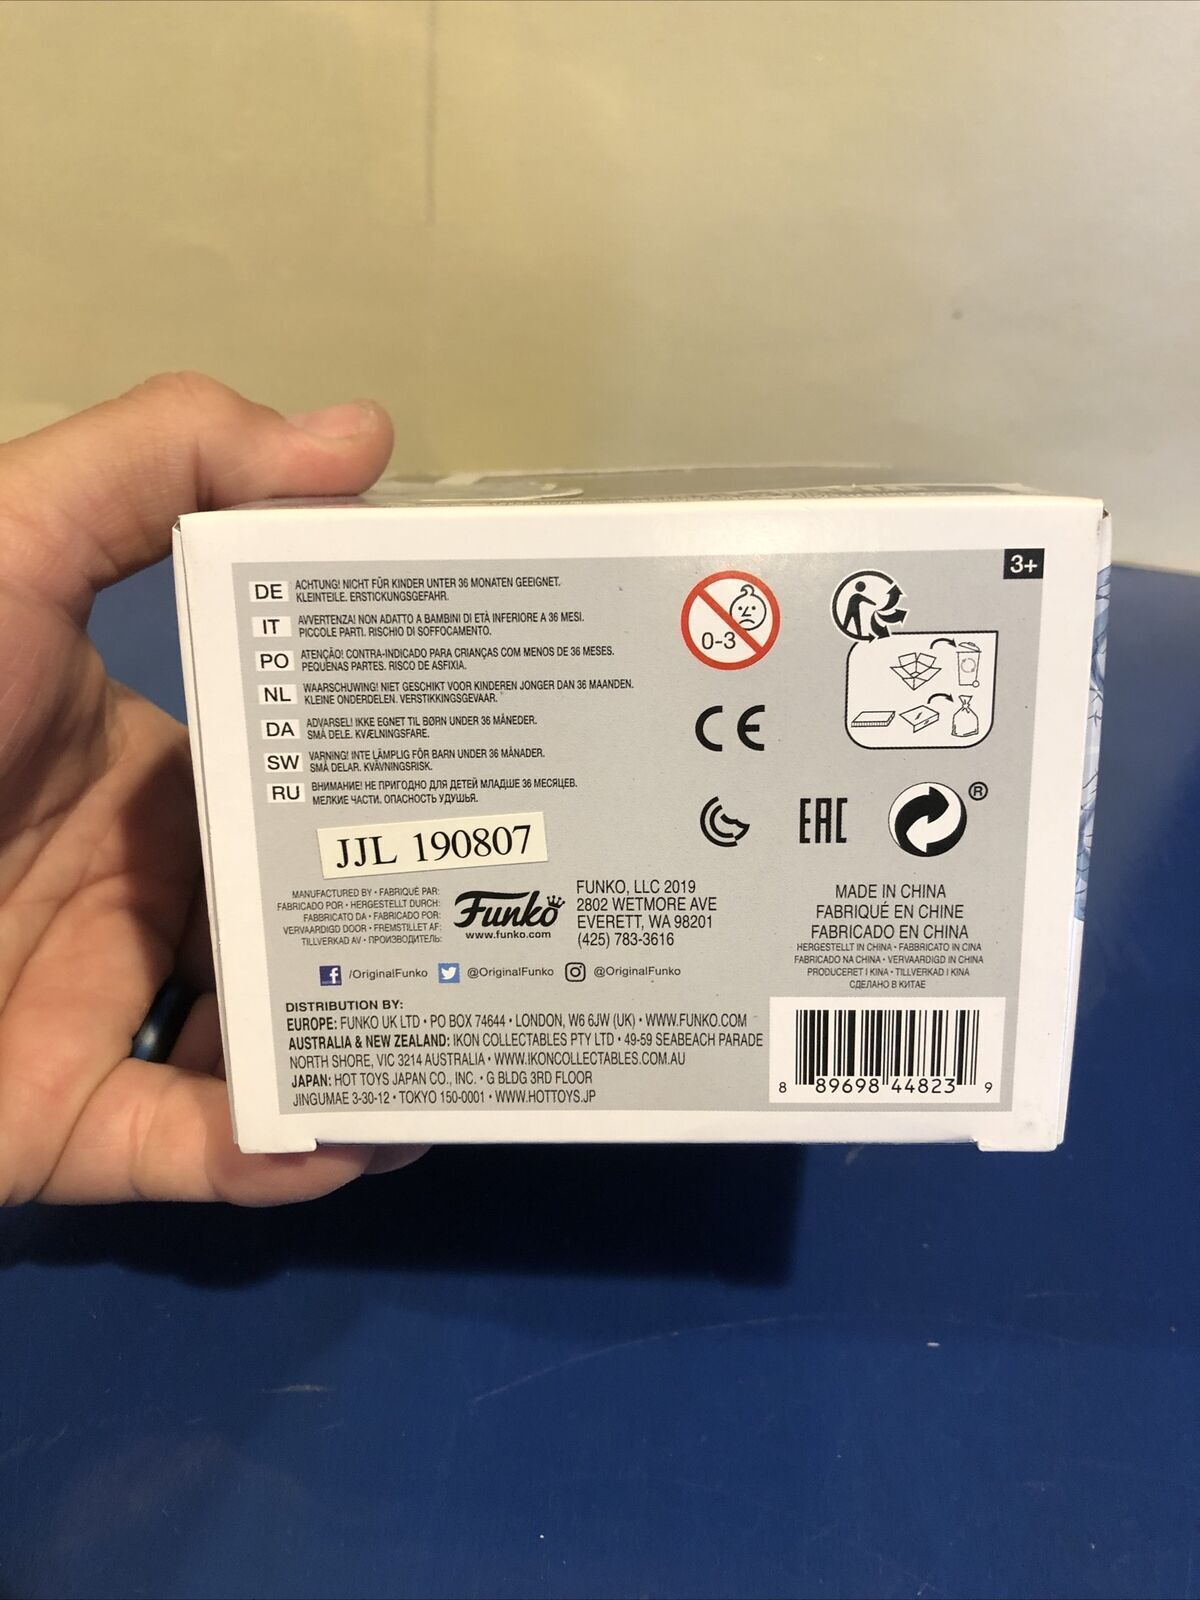 3+
DE ACHTUNG! NICHT FÜR KINDER UNTER 36 MONATEN GEEIGNET.
KLEINTEILE. ERSTICKUNGSGEFAHR.
IT AVVERTENZA! NON ADATTO A BAMBINI DI ETÀ INFERIORE A 36 MESI.
PICCOLE PARTI. RISCHIO DI SOFFOCAMENTO.
PO ATENÇÃO! CONTRA-INDICADO PARA CRIANÇAS COM MENOS DE 36 MESES.
PEQUENAS PARTES. RISCO DE ASFIXIA.
NL WAARSCHUWING! NIET GESCHIKT VOOR KINDEREN JONGER DAN 36 MAANDEN.
KLEINE ONDERDELEN. VERSTIKKINGSGEVAAR.
DA ADVARSEL! IKKE EGNET TIL BØRN UNDER 36 MÅNEDER.
SMÅ DELE. KVÆLNINGSFARE.
SW VARNING! INTE LÄMPLIG FÖR BARN UNDER 36 MÅNADER.
SMÅ DELAR. KVÄVNINGSRISK.
RU ВНИМАНИЕ! НЕ ПРИГОДНО ДЛЯ ДЕТЕЙ МЛАДШЕ 36 МЕСЯЦЕВ.
МЕЛКИЕ ЧАСТИ. ОПАСНОСТЬ УДУШЬЯ.
0-3
CE
EAC
®
JJL 190807
MANUFACTURED BY • FABRIQUÉ PAR:
FABRICADO POR • HERGESTELLT DURCH:
FABBRICATO DA • FABRICADO POR:
VERVAARDIGD DOOR • FREMSTILLET AF:
TILLVERKAD AV • ПРОИЗВОДИТЕЛЬ:
Funko
www.funko.com
FUNKO, LLC 2019
2802 WETMORE AVE
EVERETT, WA 98201
(425) 783-3616
f /OriginalFunko @OriginalFunko @OriginalFunko
MADE IN CHINA
FABRIQUÉ EN CHINE
FABRICADO EN CHINA
HERGESTELLT IN CHINA • FABBRICATO IN CINA
FABRICADO NA CHINA • VERVAARDIGD IN CHINA
PRODUCERET I KINA • TILLVERKAD I KINA
СДЕЛАНО В КИТАЕ
DISTRIBUTION BY:
EUROPE: FUNKO UK LTD • PO BOX 74644 • LONDON, W6 6JW (UK) • WWW.FUNKO.COM
AUSTRALIA & NEW ZEALAND: IKON COLLECTABLES PTY LTD • 49-59 SEABEACH PARADE
NORTH SHORE, VIC 3214 AUSTRALIA • WWW.IKONCOLLECTABLES.COM.AU
JAPAN: HOT TOYS JAPAN CO., INC. • G BLDG 3RD FLOOR
JINGUMAE 3-30-12 • TOKYO 150-0001 • WWW.HOTTOYS.JP
8 89698 44823 9